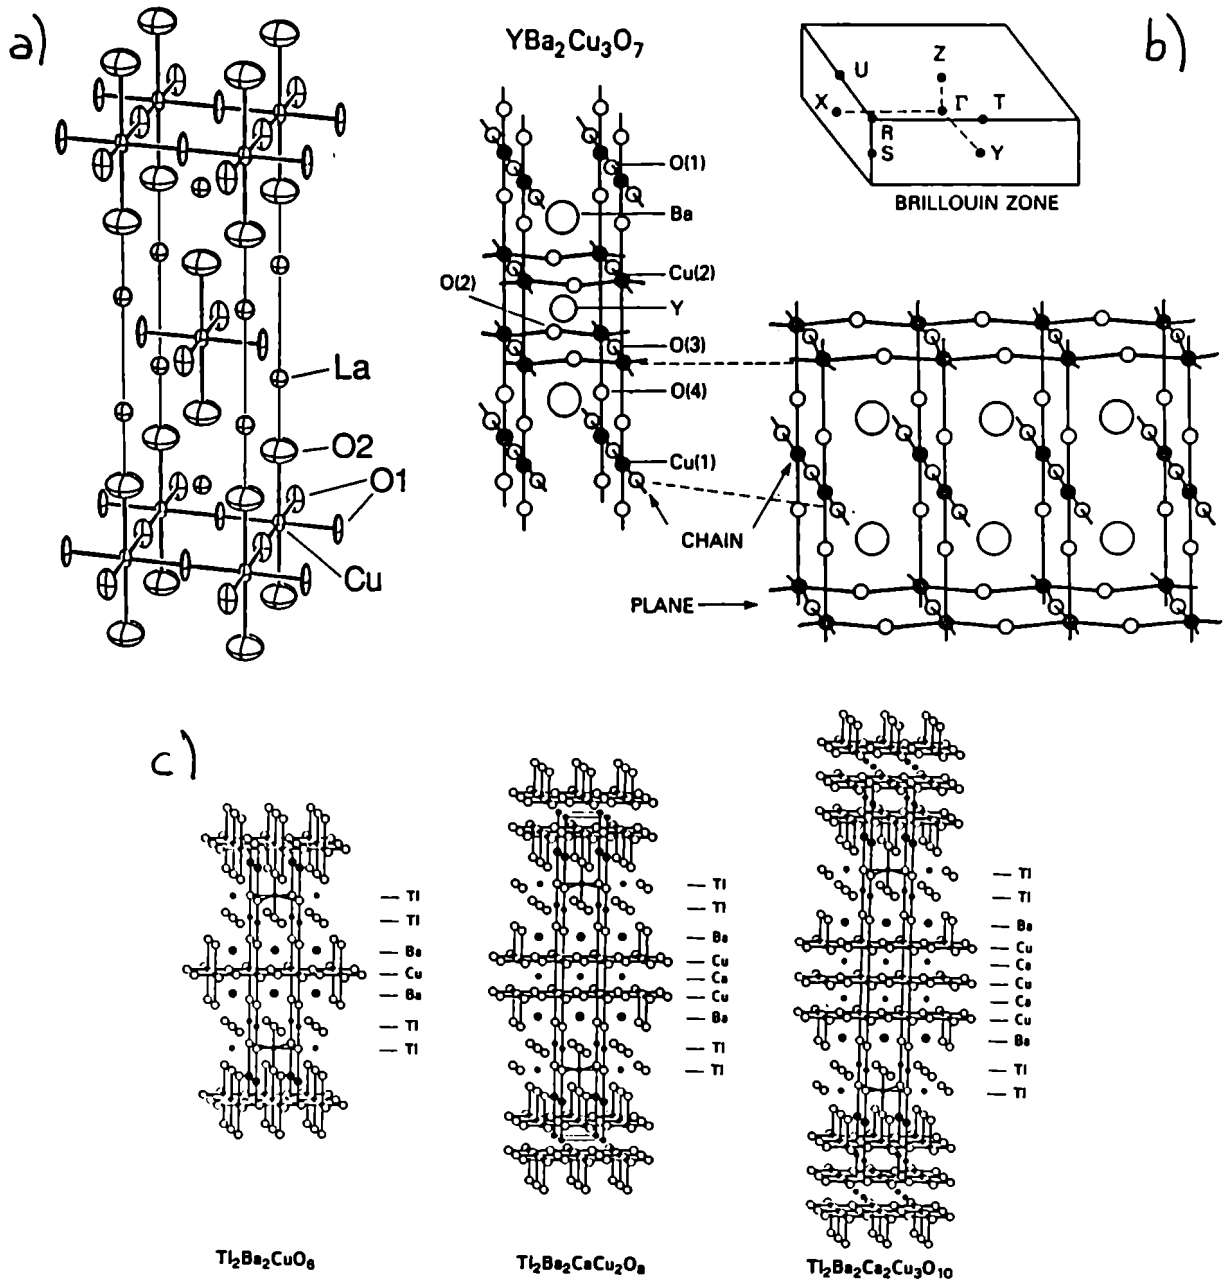 a)
YBa2Cu3O7
b)
U
Z
X
Γ
T
R
S
Y
BRILLOUIN ZONE
O(1)
Ba
Cu(2)
O(2)
Y
O(3)
O(4)
Cu(1)
CHAIN
PLANE
La
O2
O1
Cu
c)
Tl
Tl
Ba
Cu
Ba
Tl
Tl
Tl2Ba2CuO6
Tl
Tl
Ba
Cu
Ca
Cu
Ba
Tl
Tl
Tl2Ba2CaCu2O8
Tl
Tl
Ba
Cu
Ca
Cu
Ca
Cu
Ba
Tl
Tl
Tl2Ba2Ca2Cu3O10